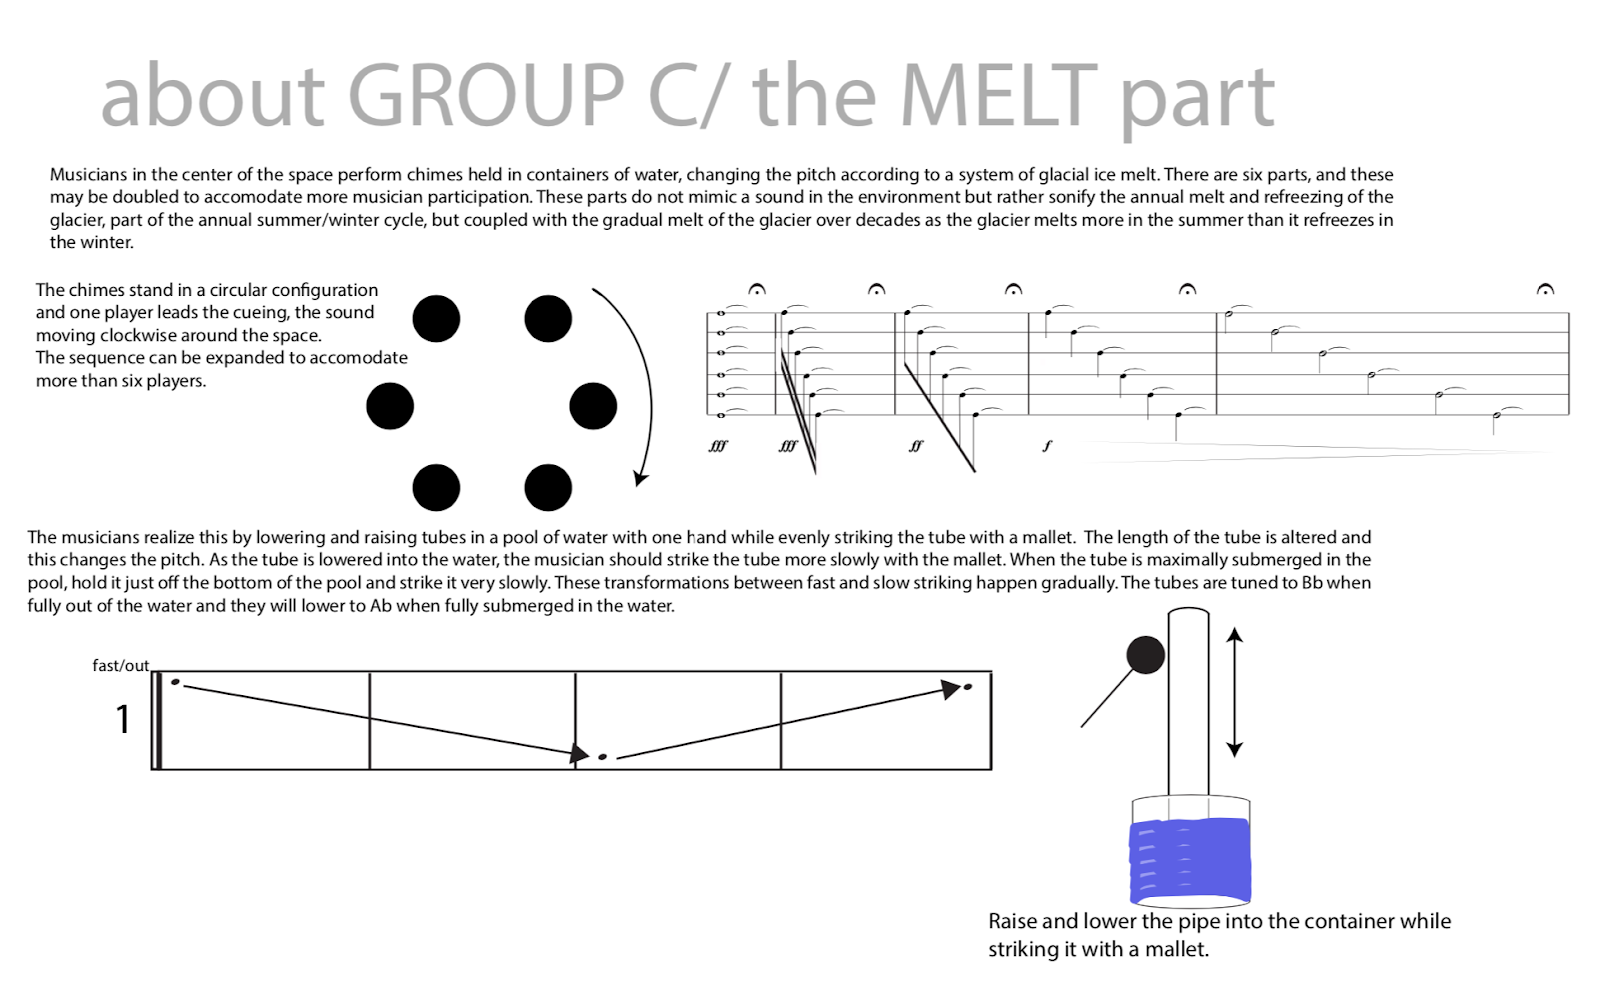 about GROUP C/ the MELT part
Musicians in the center of the space perform chimes held in containers of water, changing the pitch according to a system of glacial ice melt. There are six parts, and these
may be doubled to accomodate more musician participation. These parts do not mimic a sound in the environment but rather sonify the annual melt and refreezing of the
glacier, part of the annual summer/winter cycle, but coupled with the gradual melt of the glacier over decades as the glacier melts more in the summer than it refreezes in
the winter.
The chimes stand in a circular configuration
and one player leads the cueing, the sound
moving clockwise around the space.
The sequence can be expanded to accomodate
more than six players.
fff fff ff f
The musicians realize this by lowering and raising tubes in a pool of water with one hand while evenly striking the tube with a mallet. The length of the tube is altered and
this changes the pitch. As the tube is lowered into the water, the musician should strike the tube more slowly with the mallet. When the tube is maximally submerged in the
pool, hold it just off the bottom of the pool and strike it very slowly. These transformations between fast and slow striking happen gradually. The tubes are tuned to Bb when
fully out of the water and they will lower to Ab when fully submerged in the water.
fast/out
1
Raise and lower the pipe into the container while
striking it with a mallet.